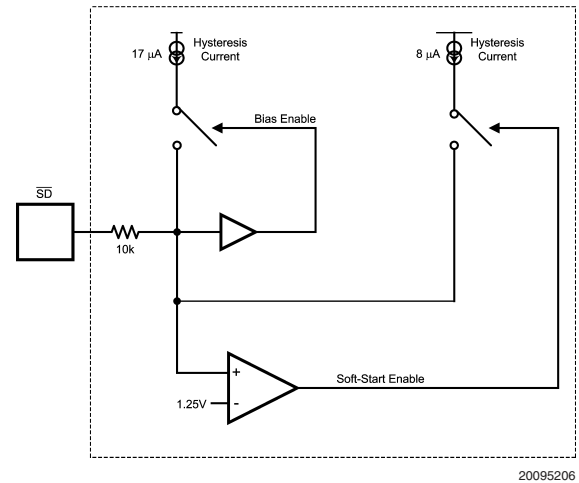 17 μA
Hysteresis
Current
8 μA
Hysteresis
Current
Bias Enable
SD
10k
+
1.25V
-
Soft-Start Enable
20095206